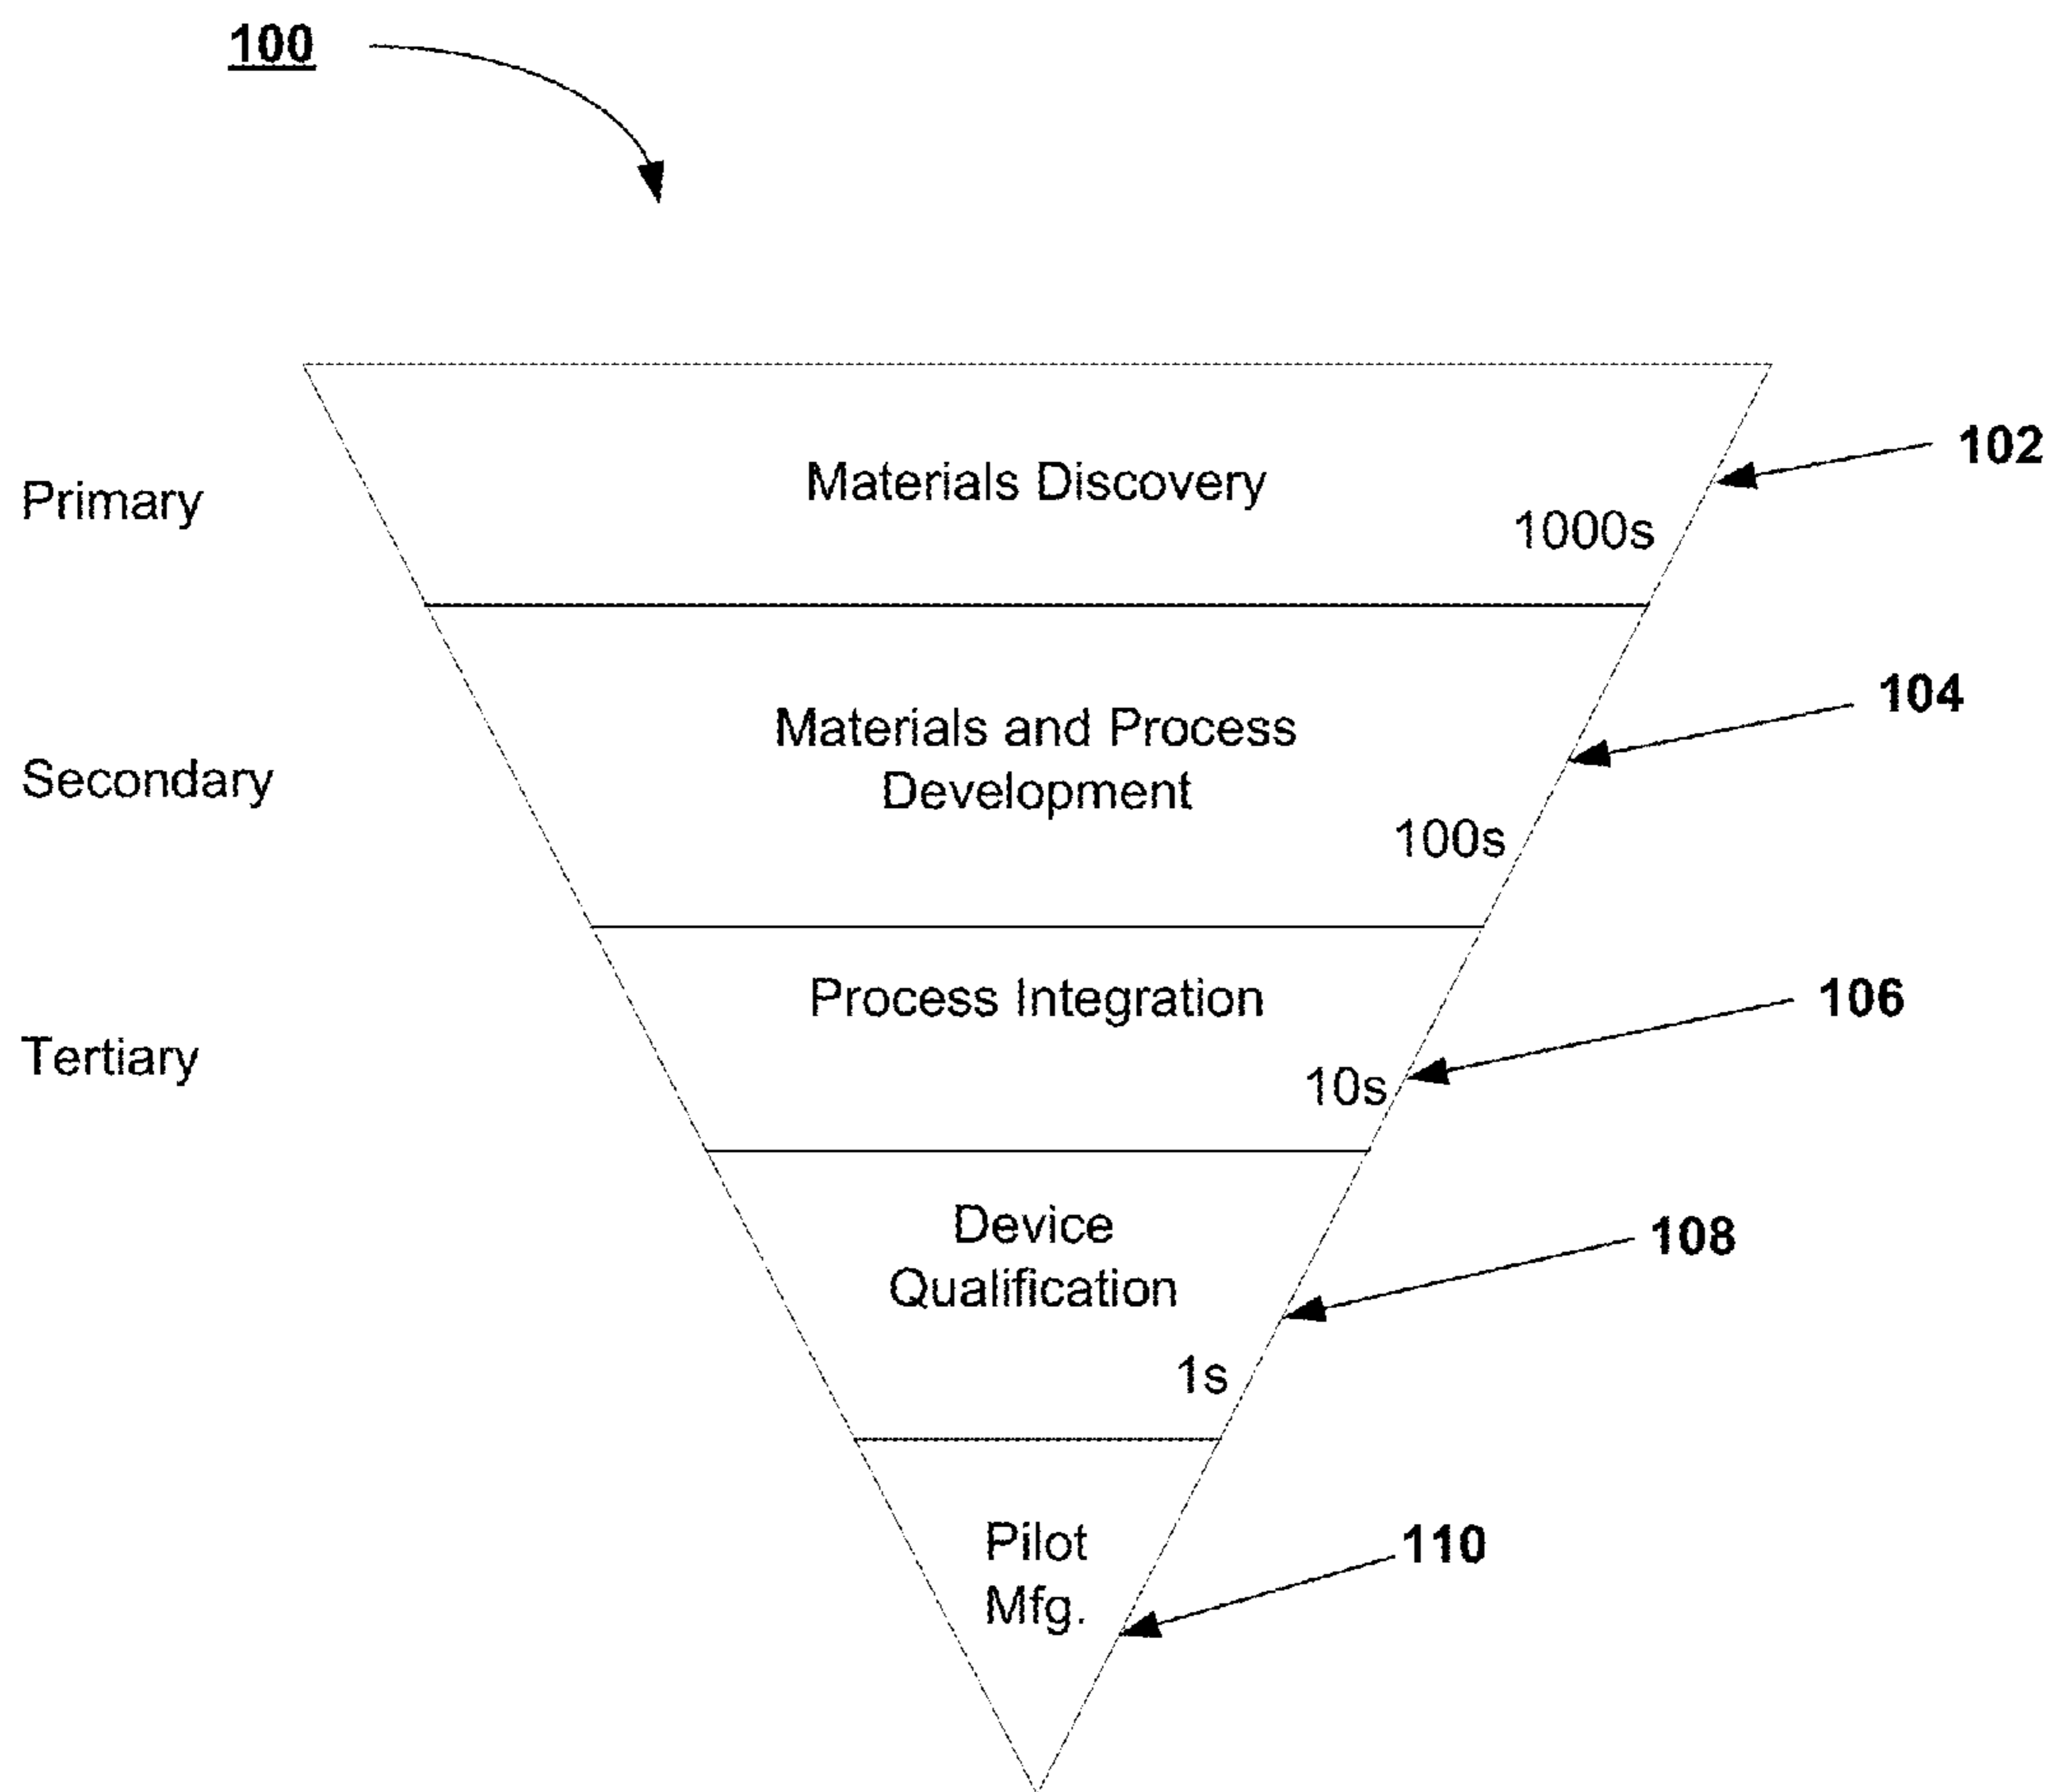 100
102
Primary
Materials Discovery
1000s
104
Secondary
Materials and Process
Development
100s
106
Tertiary
Process Integration
10s
108
Device
Qualification
1s
110
Pilot
Mfg.